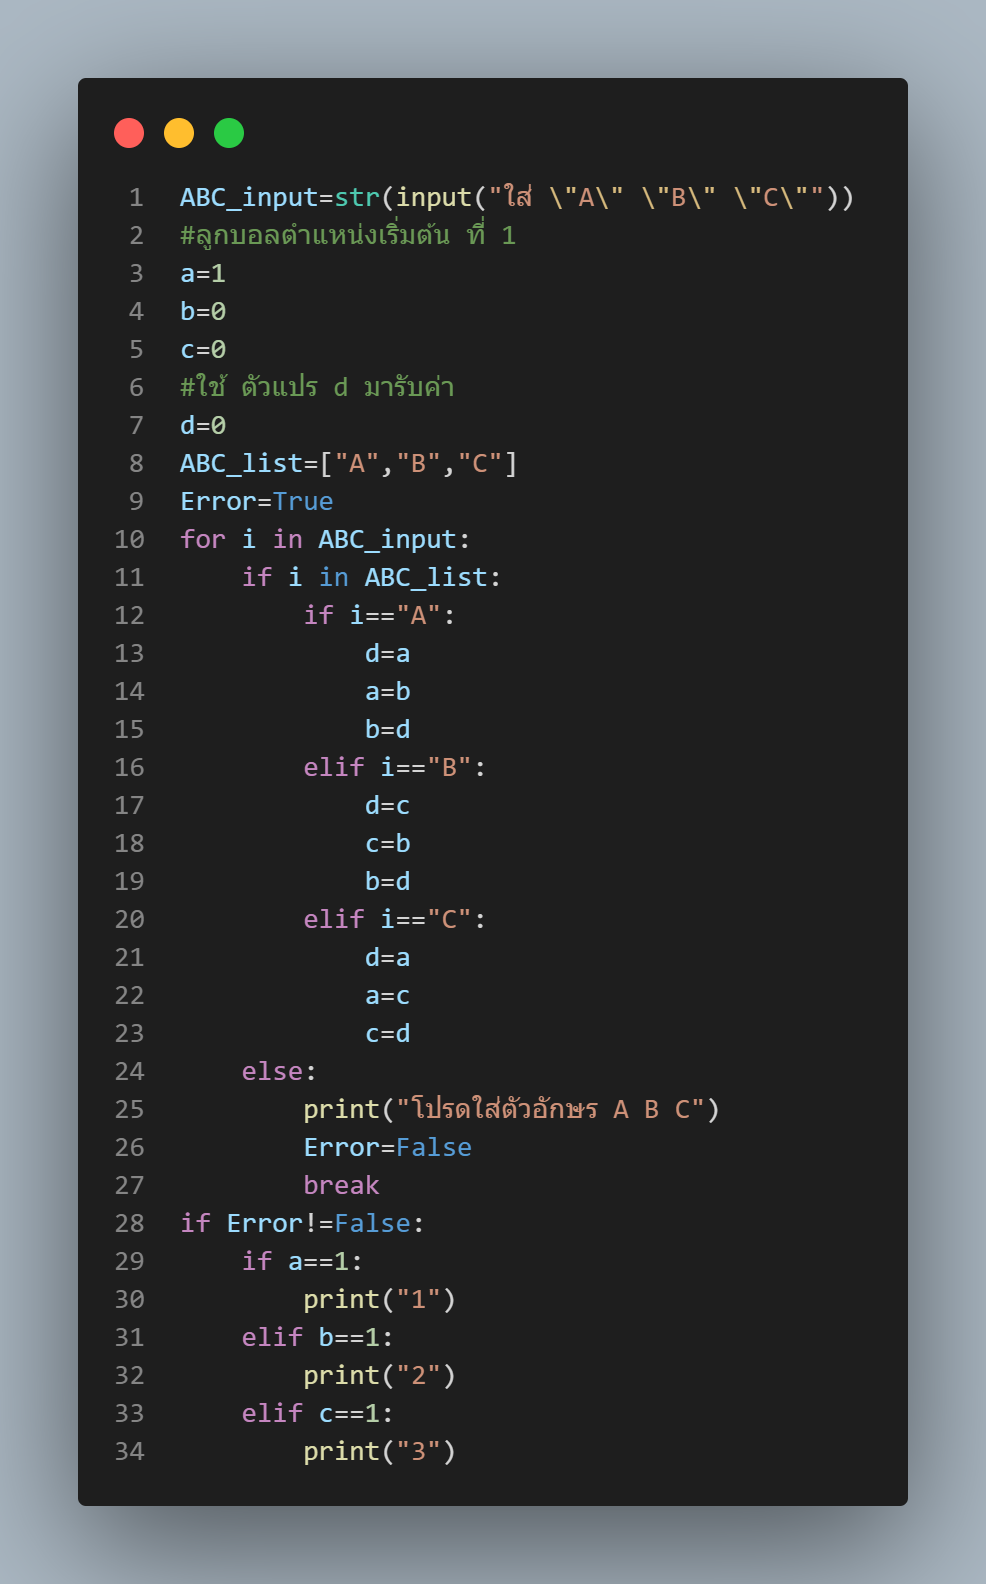 1 ABC_input=str(input("ใส่ \"A\" \"B\" \"C\""))
2 #ลูกบอลตำแหน่งเริ่มต้น ที่ 1
3 a=1
4 b=0
5 c=0
6 #ใช้ ตัวแปร d มารับค่า
7 d=0
8 ABC_list=["A","B","C"]
9 Error=True
10 for i in ABC_input:
11     if i in ABC_list:
12         if i=="A":
13             d=a
14             a=b
15             b=d
16         elif i=="B":
17             d=c
18             c=b
19             b=d
20         elif i=="C":
21             d=a
22             a=c
23             c=d
24     else:
25         print("โปรดใส่ตัวอักษร A B C")
26         Error=False
27         break
28 if Error!=False:
29     if a==1:
30         print("1")
31     elif b==1:
32         print("2")
33     elif c==1:
34         print("3")